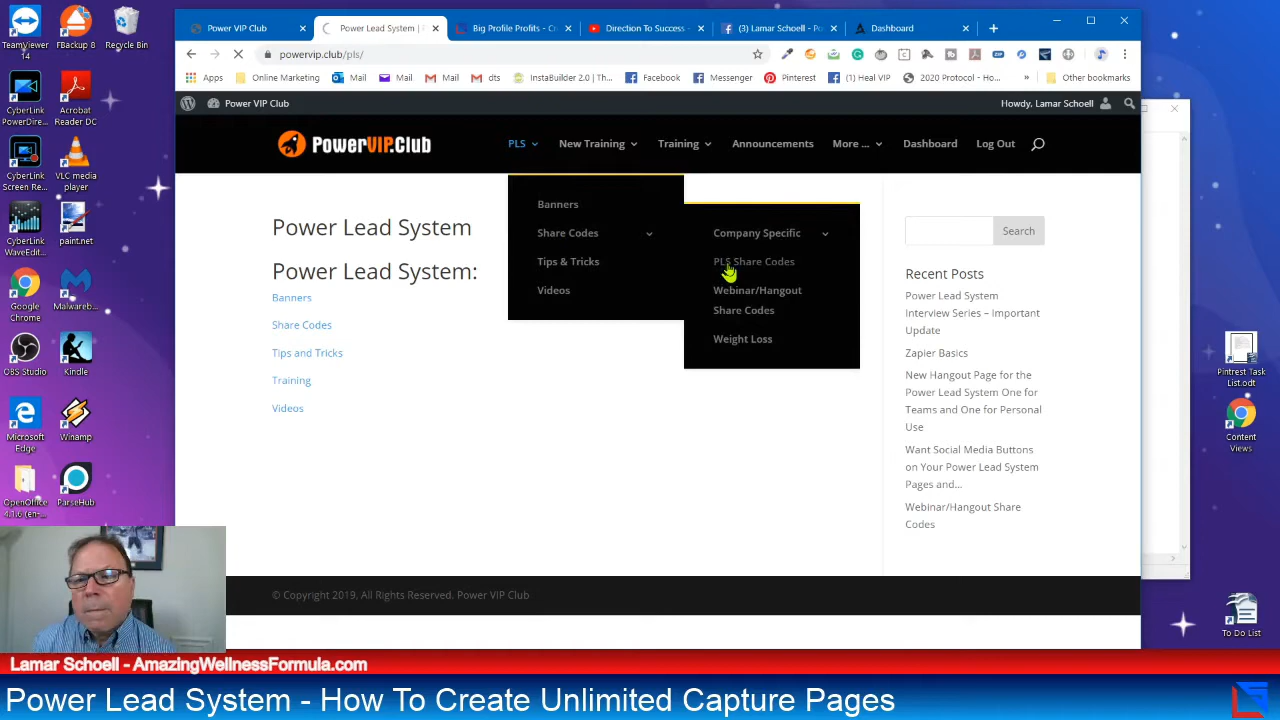 TeamViewer 14
FBackup 8
Recycle Bin
CyberLink PowerDire...
Acrobat Reader DC
CyberLink Screen Re...
VLC media player
CyberLink WaveEdit...
paint.net
Google Chrome
Malwareb...
OBS Studio
Kindle
Microsoft Edge
Winamp
OpenOffice 4.1.6 (en-...
ParseHub
Power VIP Club
Power Lead System |
Big Profile Profits - Cr
Direction To Success -
(3) Lamar Schoell - Po
Dashboard
powervip.club/pls/
Apps
Online Marketing
Mail
Mail
Mail
dts
InstaBuilder 2.0 | Th...
Facebook
Messenger
Pinterest
(1) Heal VIP
2020 Protocol - Ho...
»
Other bookmarks
Power VIP Club
Howdy, Lamar Schoell
PowerVIP.Club
PLS
New Training
Training
Announcements
More ...
Dashboard
Log Out
Banners
Share Codes
Tips & Tricks
Videos
Company Specific
PLS Share Codes
Webinar/Hangout
Share Codes
Weight Loss
Power Lead System
Power Lead System:
Banners
Share Codes
Tips and Tricks
Training
Videos
Search
Recent Posts
Power Lead System
Interview Series – Important
Update
Zapier Basics
New Hangout Page for the
Power Lead System One for
Teams and One for Personal
Use
Want Social Media Buttons
on Your Power Lead System
Pages and...
Webinar/Hangout Share
Codes
© Copyright 2019, All Rights Reserved, Power VIP Club
Pintrest Task
List.odt
Content
Views
To Do List
Lamar Schoell - AmazingWellnessFormula.com
Power Lead System - How To Create Unlimited Capture Pages